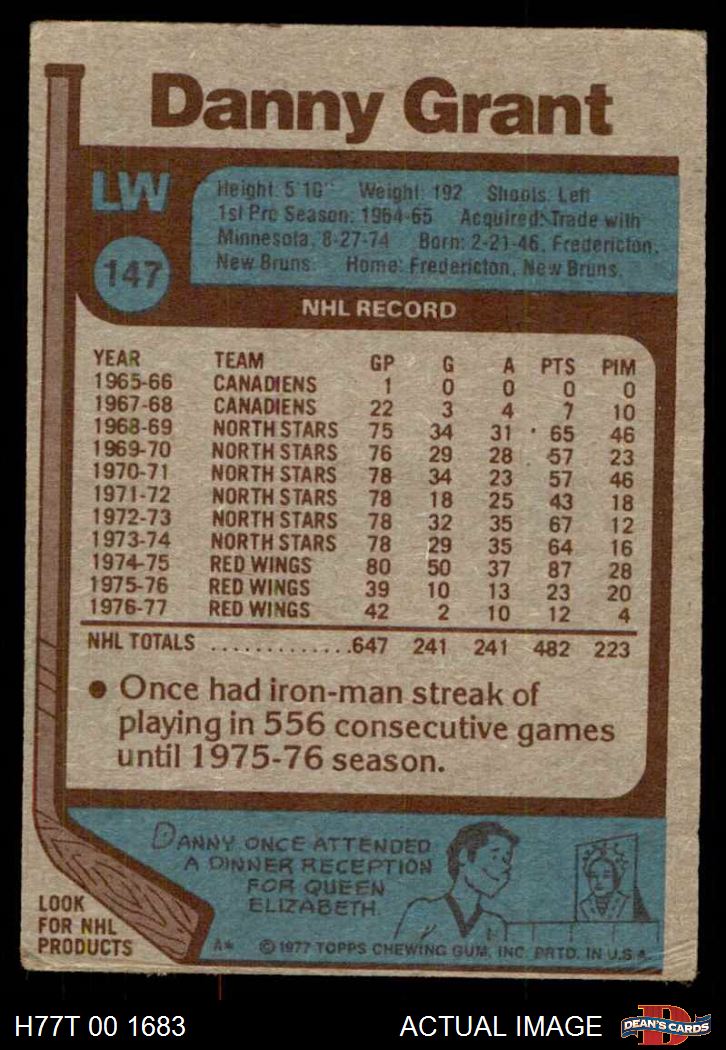 Danny Grant
LW
147
Height: 5'10" Weight: 192 Shoots: Left
1st Pro Season: 1964-65 Acquired: Trade with
Minnesota, 8-27-74 Born: 2-21-46, Fredericton,
New Bruns. Home: Fredericton, New Bruns.
NHL RECORD
YEAR TEAM GP G A PTS PIM
1965-66 CANADIENS 1 0 0 0 0
1967-68 CANADIENS 22 3 4 7 10
1968-69 NORTH STARS 75 34 31 65 46
1969-70 NORTH STARS 76 29 28 57 23
1970-71 NORTH STARS 78 34 23 57 46
1971-72 NORTH STARS 78 18 25 43 18
1972-73 NORTH STARS 78 32 35 67 12
1973-74 NORTH STARS 78 29 35 64 16
1974-75 RED WINGS 80 50 37 87 28
1975-76 RED WINGS 39 10 13 23 20
1976-77 RED WINGS 42 2 10 12 4
NHL TOTALS ............. 647 241 241 482 223
• Once had iron-man streak of
playing in 556 consecutive games
until 1975-76 season.
DANNY ONCE ATTENDED
A DINNER RECEPTION
FOR QUEEN
ELIZABETH.
LOOK
FOR NHL
PRODUCTS
A* © 1977 TOPPS CHEWING GUM, INC. PRTD. IN U.S.A.
H77T 00 1683 ACTUAL IMAGE
D
DEAN'S CARDS